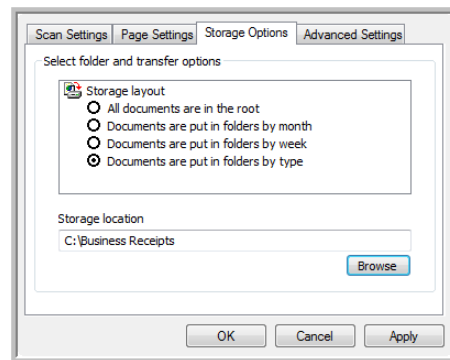 Scan Settings Page Settings Storage Options Advanced Settings
Select folder and transfer options
Storage layout
All documents are in the root
Documents are put in folders by month
Documents are put in folders by week
Documents are put in folders by type
Storage location
C:\Business Receipts
Browse
OK Cancel Apply